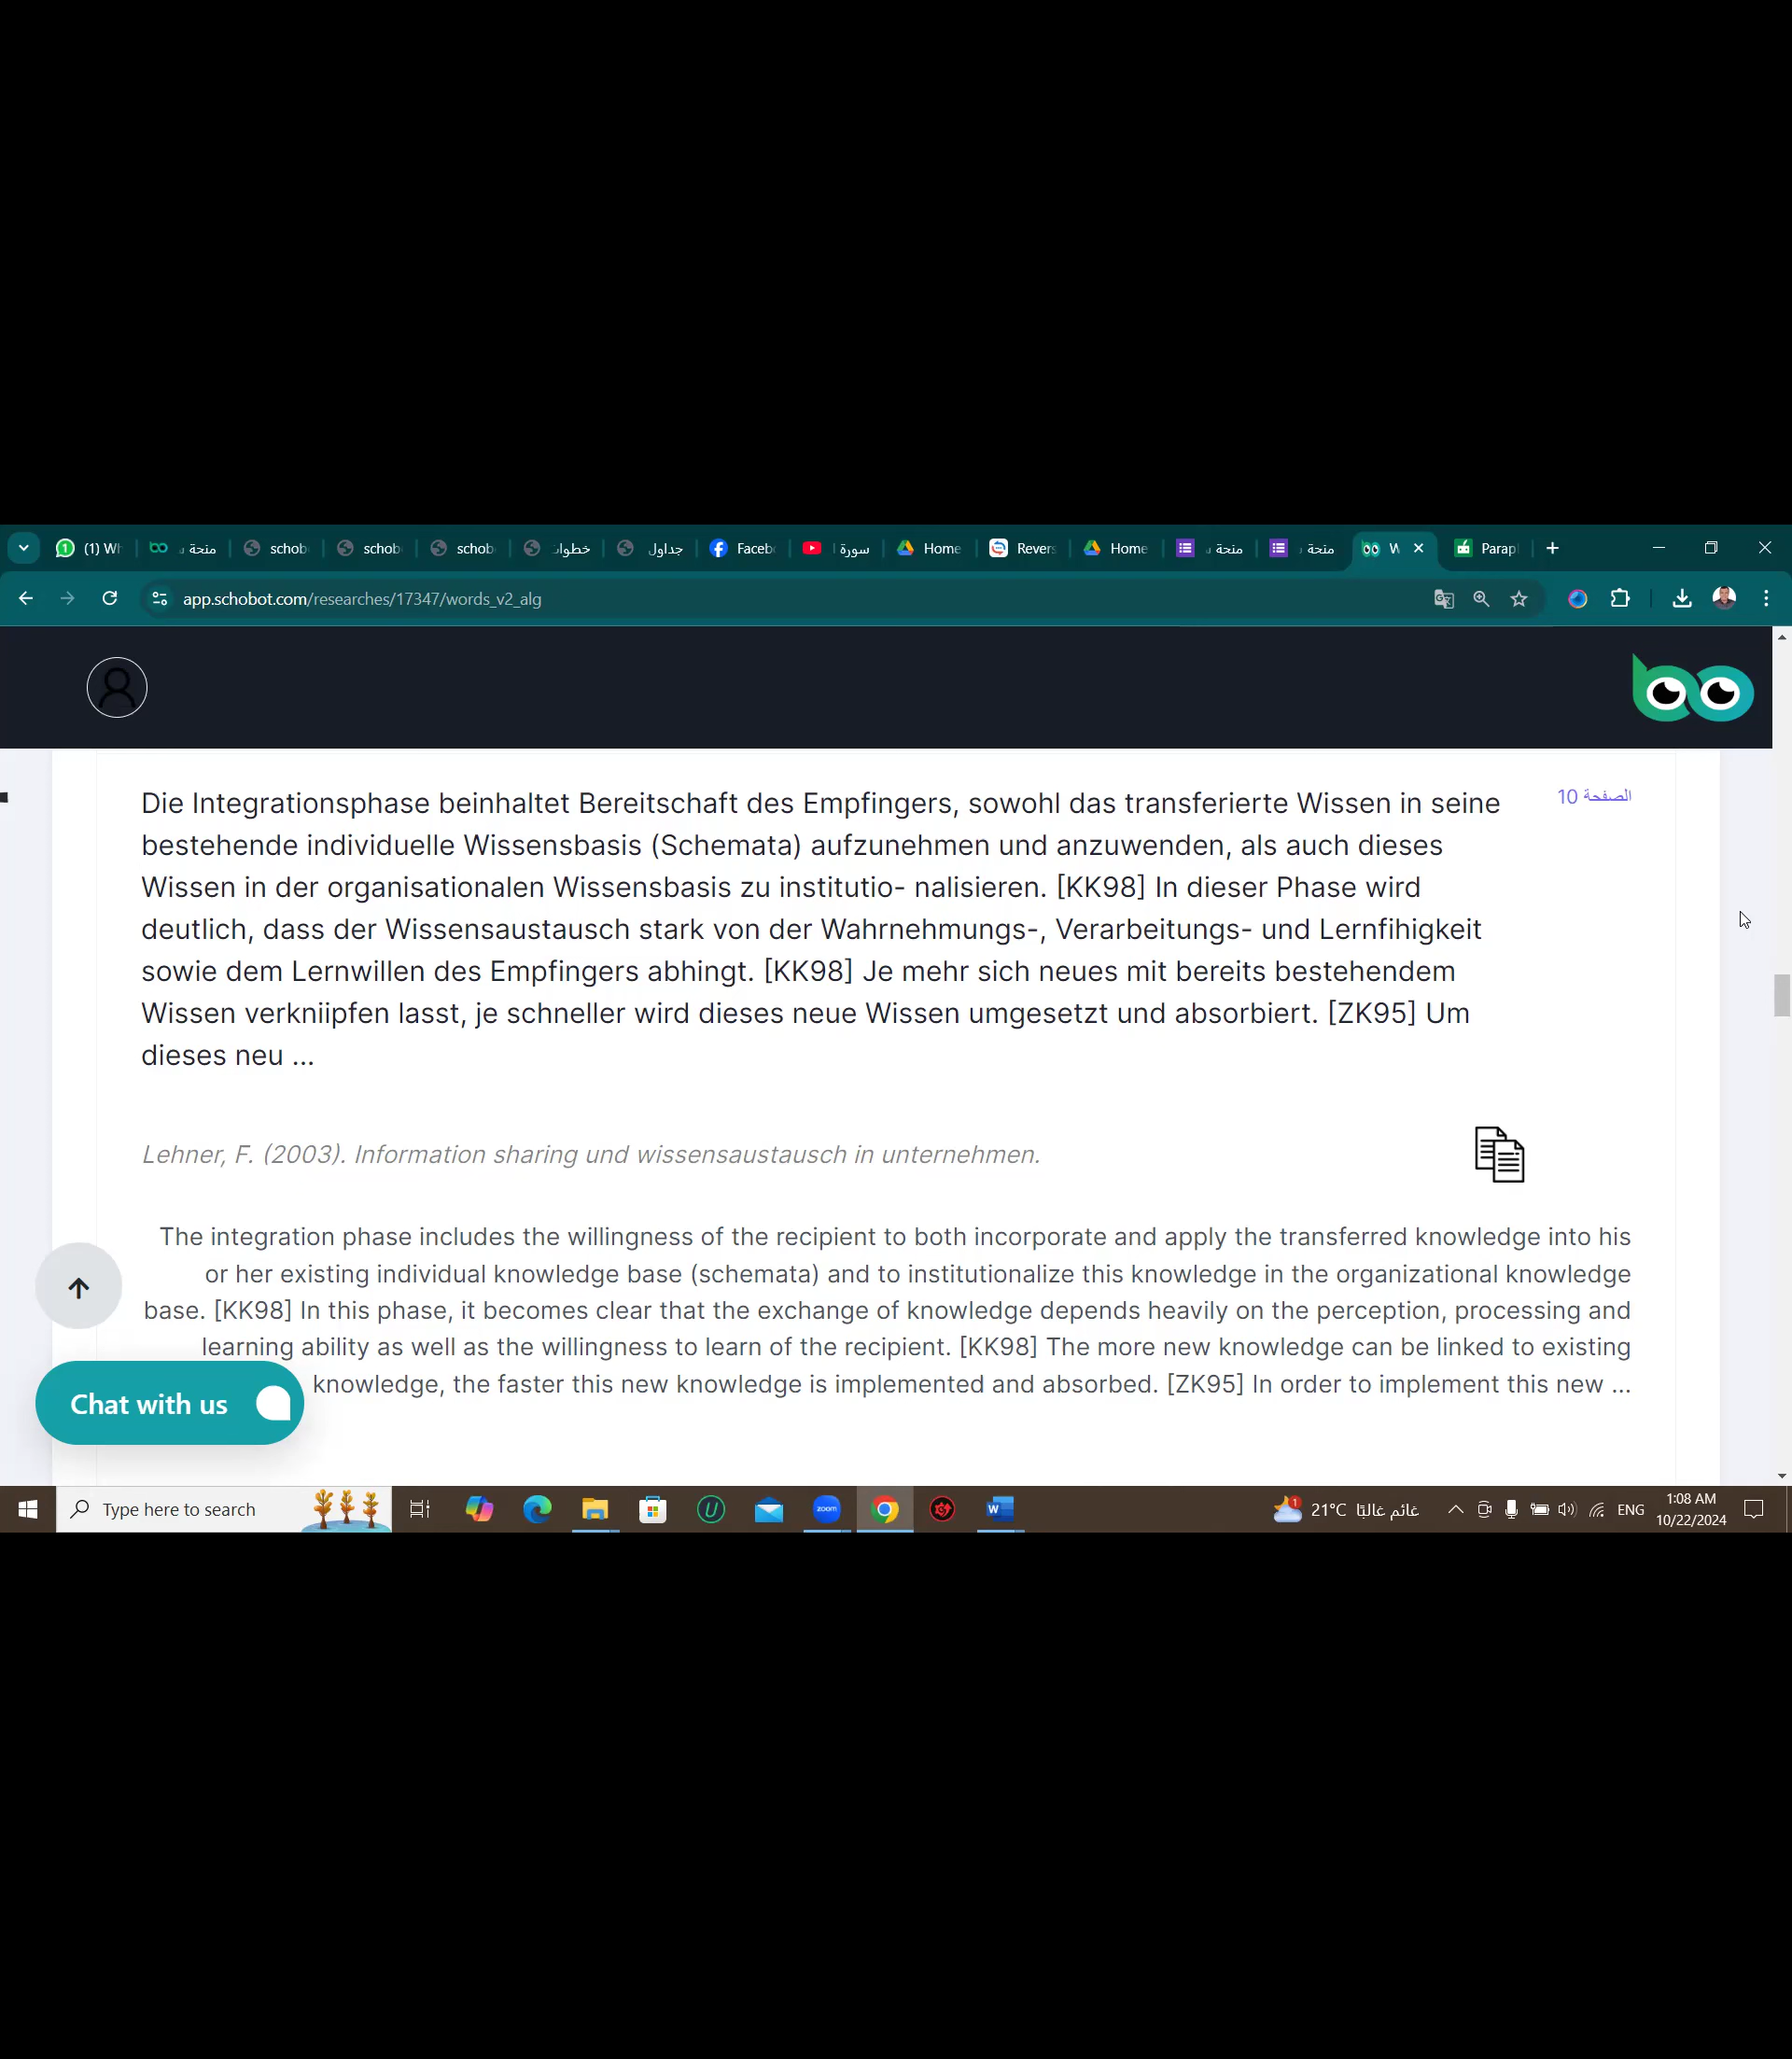 (1) Wh
منحة
schob
schob
schob
خطوات
جداول
Faceb
سورة
Home
Revers
Home
منحة
منحة
W
Parap
app.schobot.com/researches/17347/words_v2_alg
Die Integrationsphase beinhaltet Bereitschaft des Empfingers, sowohl das transferierte Wissen in seine
الصفحة 10
bestehende individuelle Wissensbasis (Schemata) aufzunehmen und anzuwenden, als auch dieses
Wissen in der organisationalen Wissensbasis zu institutio- nalisieren. [KK98] In dieser Phase wird
deutlich, dass der Wissensaustausch stark von der Wahrnehmungs-, Verarbeitungs- und Lernfihigkeit
sowie dem Lernwillen des Empfingers abhingt. [KK98] Je mehr sich neues mit bereits bestehendem
Wissen verkniipfen lasst, je schneller wird dieses neue Wissen umgesetzt und absorbiert. [ZK95] Um
dieses neu ...
Lehner, F. (2003). Information sharing und wissensaustausch in unternehmen.
The integration phase includes the willingness of the recipient to both incorporate and apply the transferred knowledge into his
or her existing individual knowledge base (schemata) and to institutionalize this knowledge in the organizational knowledge
base. [KK98] In this phase, it becomes clear that the exchange of knowledge depends heavily on the perception, processing and
learning ability as well as the willingness to learn of the recipient. [KK98] The more new knowledge can be linked to existing
knowledge, the faster this new knowledge is implemented and absorbed. [ZK95] In order to implement this new ...
Chat with us
Type here to search
zoom
1
21°C غائم غالبًا
ENG
1:08 AM
10/22/2024